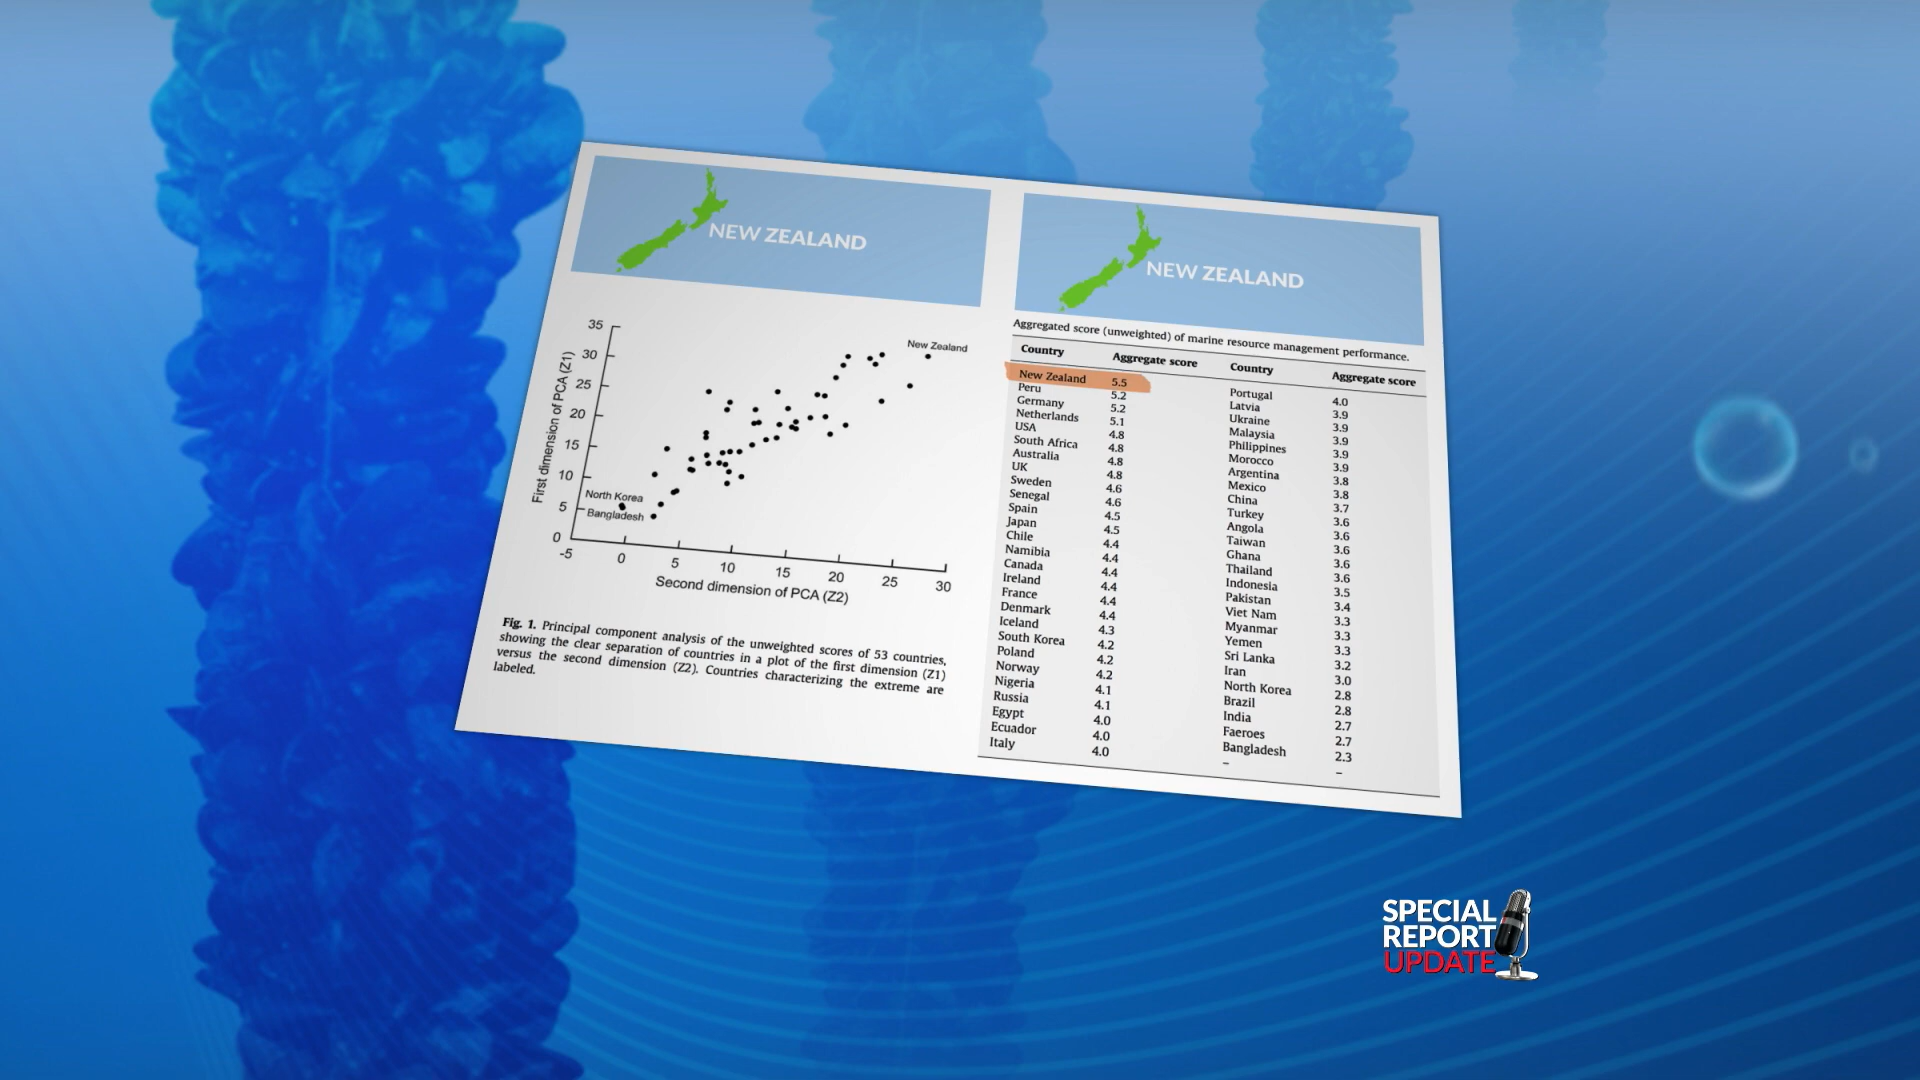 NEW ZEALAND
35
30
25
20
15
10
5
0
First dimension of PCA (Z1)
New Zealand
North Korea
Bangladesh
-5 0 5 10 15 20 25 30
Second dimension of PCA (Z2)
Fig. 1. Principal component analysis of the unweighted scores of 53 countries,
showing the clear separation of countries in a plot of the first dimension (Z1)
versus the second dimension (Z2). Countries characterizing the extreme are
labeled.
NEW ZEALAND
Aggregated score (unweighted) of marine resource management performance.
Country Aggregate score Country Aggregate score
New Zealand 5.5 Portugal 4.0
Peru 5.2 Latvia 3.9
Germany 5.2 Ukraine 3.9
Netherlands 5.1 Malaysia 3.9
USA 4.8 Philippines 3.9
South Africa 4.8 Morocco 3.9
Australia 4.8 Argentina 3.8
UK 4.8 Mexico 3.8
Sweden 4.6 China 3.7
Senegal 4.6 Turkey 3.6
Spain 4.5 Angola 3.6
Japan 4.5 Taiwan 3.6
Chile 4.4 Ghana 3.6
Namibia 4.4 Thailand 3.6
Canada 4.4 Indonesia 3.5
Ireland 4.4 Pakistan 3.4
France 4.4 Viet Nam 3.3
Denmark 4.4 Myanmar 3.3
Iceland 4.3 Yemen 3.3
South Korea 4.2 Sri Lanka 3.2
Poland 4.2 Iran 3.0
Norway 4.2 North Korea 2.8
Nigeria 4.1 Brazil 2.8
Russia 4.1 India 2.7
Egypt 4.0 Faeroes 2.7
Ecuador 4.0 Bangladesh 2.3
Italy 4.0 – –
SPECIAL
REPORT
UPDATE